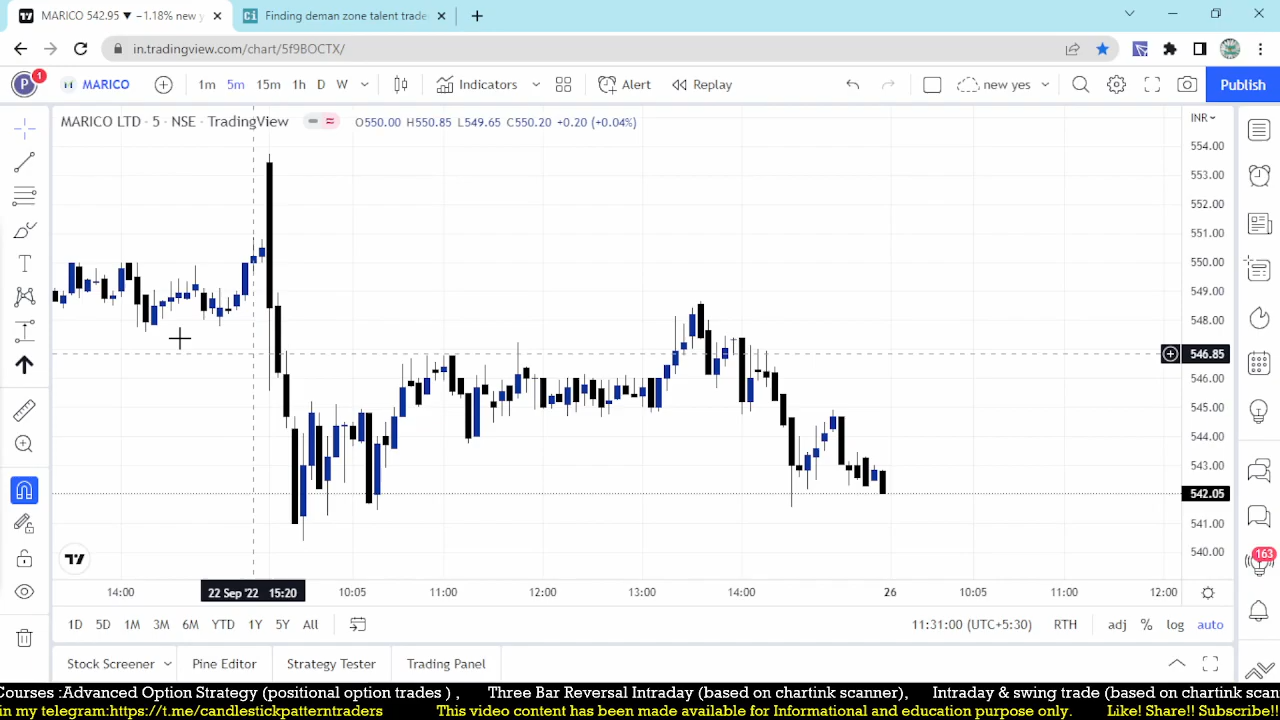 MARICO 542.95 ▼ −1.18% new y
Finding deman zone talent trade
in.tradingview.com/chart/5f9BOCTX/
P 1 MARICO 1m 5m 15m 1h D W Indicators Alert Replay new yes Publish
MARICO LTD · 5 · NSE · TradingView O550.00 H550.85 L549.65 C550.20 +0.20 (+0.04%)
INR
554.00
553.00
552.00
551.00
550.00
549.00
548.00
546.85
546.00
545.00
544.00
543.00
542.05
541.00
540.00
163
14:00 22 Sep '22 15:20 10:05 11:00 12:00 13:00 14:00 26 10:05 11:00 12:00
1D 5D 1M 3M 6M YTD 1Y 5Y All 11:31:00 (UTC+5:30) RTH adj % log auto
Stock Screener Pine Editor Strategy Tester Trading Panel
Courses :Advanced Option Strategy (positional option trades ) , Three Bar Reversal Intraday (based on chartink scanner), Intraday & swing trade (based on chartink scan
in my telegram:https://t.me/candlestickpatterntraders This video content has been made available for Informational and education purpose only. Like! Share!! Subscribe!!